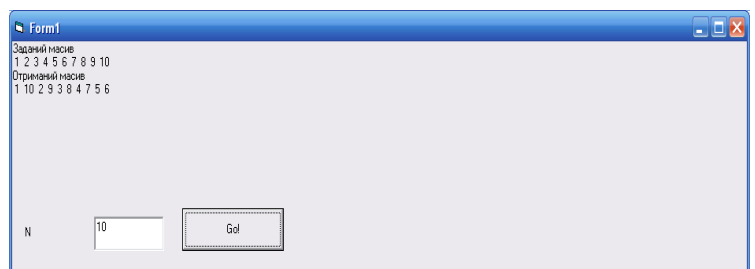 Form1
Заданий масив
1 2 3 4 5 6 7 8 9 10
Отриманий масив
1 10 2 9 3 8 4 7 5 6
N
10
Go!